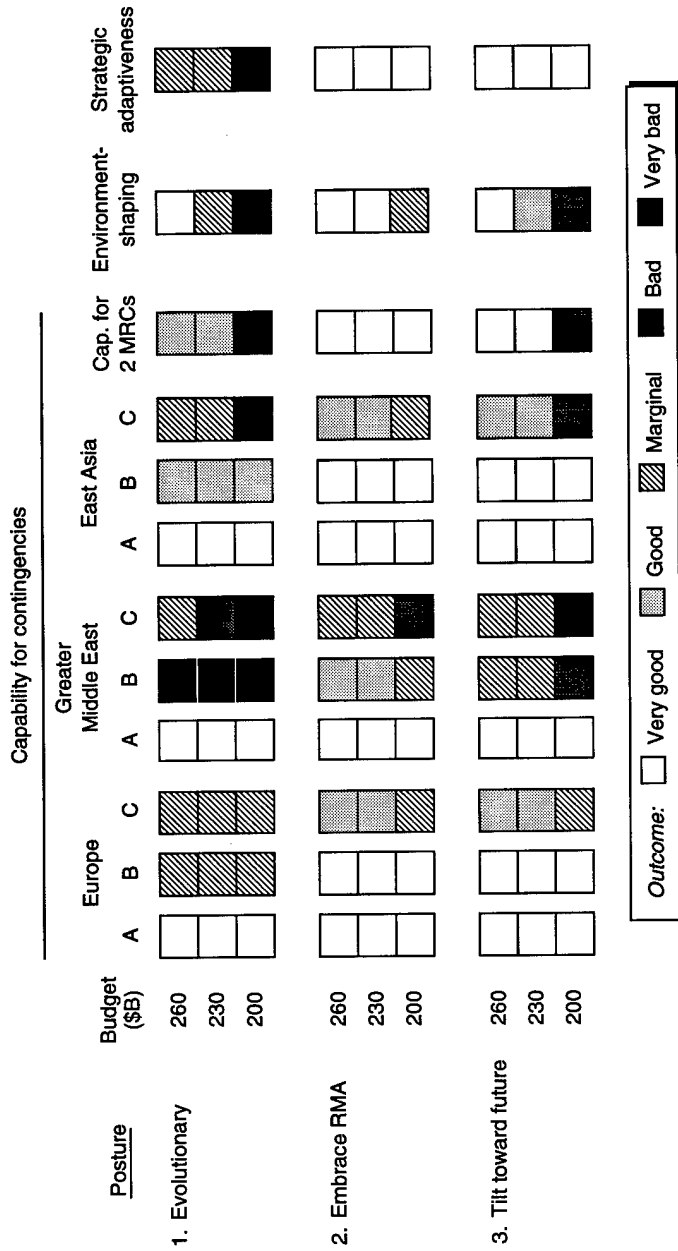 Capability for contingencies
Greater
Posture
Budget
($B)
Europe
Middle East
East Asia
Cap. for
2 MRCs
Environment-
shaping
Strategic
adaptiveness
A B C A B C A B C
1. Evolutionary
260
230
200
2. Embrace RMA
260
230
200
3. Tilt toward future
260
230
200
Outcome: Very good Good Marginal Bad Very bad